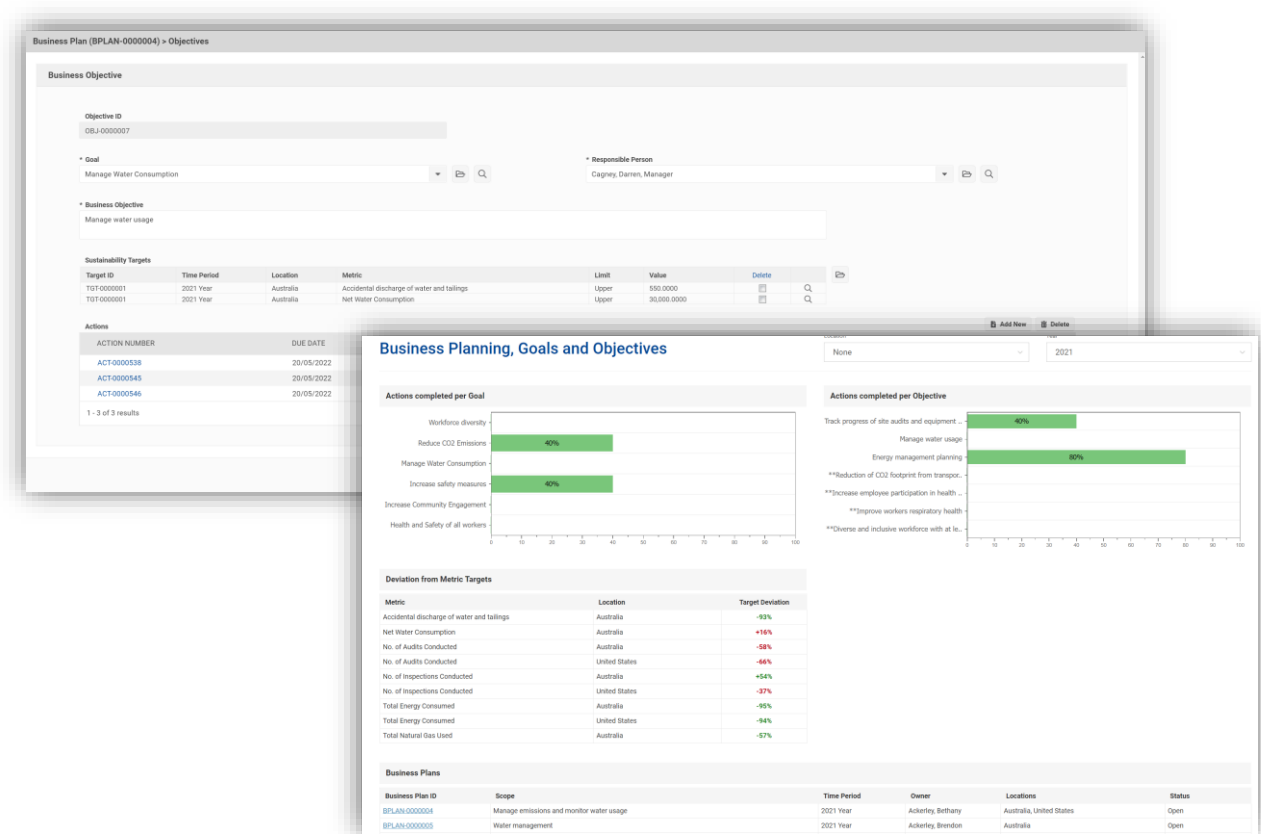 Business Plan (BPLAN-0000004) > Objectives
Business Objective
Objective ID
OBJ-0000007
* Goal
* Responsible Person
Manage Water Consumption
Cagney, Darren, Manager
* Business Objective
Manage water usage
Sustainability Targets
Target ID Time Period Location Metric Limit Value Delete
TGT-0000001 2021 Year Australia Accidental discharge of water and tailings Upper 550.0000
TGT-0000001 2021 Year Australia Net Water Consumption Upper 30,000.0000
Actions
Add New Delete
ACTION NUMBER DUE DATE
ACT-0000538 20/05/2022
ACT-0000545 20/05/2022
ACT-0000546 20/05/2022
1 - 3 of 3 results
Business Planning, Goals and Objectives
None 2021
Actions completed per Goal
Workforce diversity
Reduce CO2 Emissions 40%
Manage Water Consumption
Increase safety measures 40%
Increase Community Engagement
Health and Safety of all workers
0 10 20 30 40 50 60 70 80 90 100
Actions completed per Objective
Track progress of site audits and equipment .. 40%
Manage water usage
Energy management planning 80%
**Reduction of CO2 footprint from transpor..
**Increase employee participation in health ..
**Improve workers respiratory health
**Diverse and inclusive workforce with at le..
0 10 20 30 40 50 60 70 80 90 100
Deviation from Metric Targets
Metric Location Target Deviation
Accidental discharge of water and tailings Australia -93%
Net Water Consumption Australia +16%
No. of Audits Conducted Australia -58%
No. of Audits Conducted United States -66%
No. of Inspections Conducted Australia +54%
No. of Inspections Conducted United States -37%
Total Energy Consumed Australia -95%
Total Energy Consumed United States -94%
Total Natural Gas Used Australia -57%
Business Plans
Business Plan ID Scope Time Period Owner Locations Status
BPLAN-0000004 Manage emissions and monitor water usage 2021 Year Ackerley, Bethany Australia, United States Open
BPLAN-0000005 Water management 2021 Year Ackerley, Brendon Australia Open